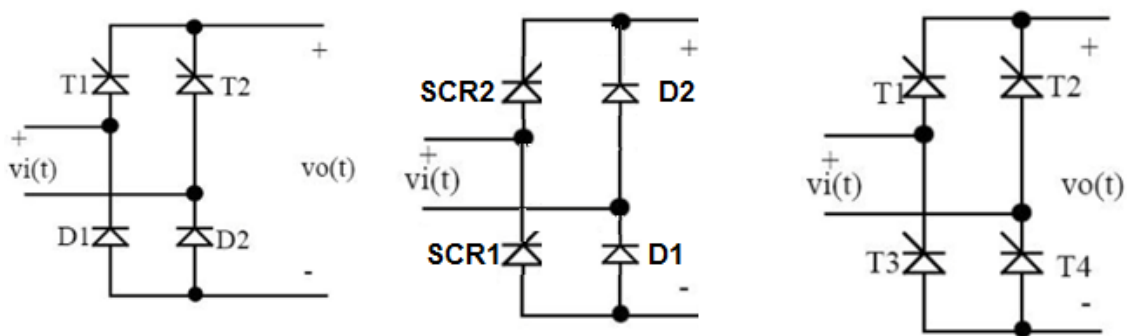 +
T1
T2
+
vi(t)
vo(t)
D1
D2
-
+
SCR2
D2
+
vi(t)
SCR1
D1
-
+
T1
T2
+
vi(t)
vo(t)
T3
T4
-